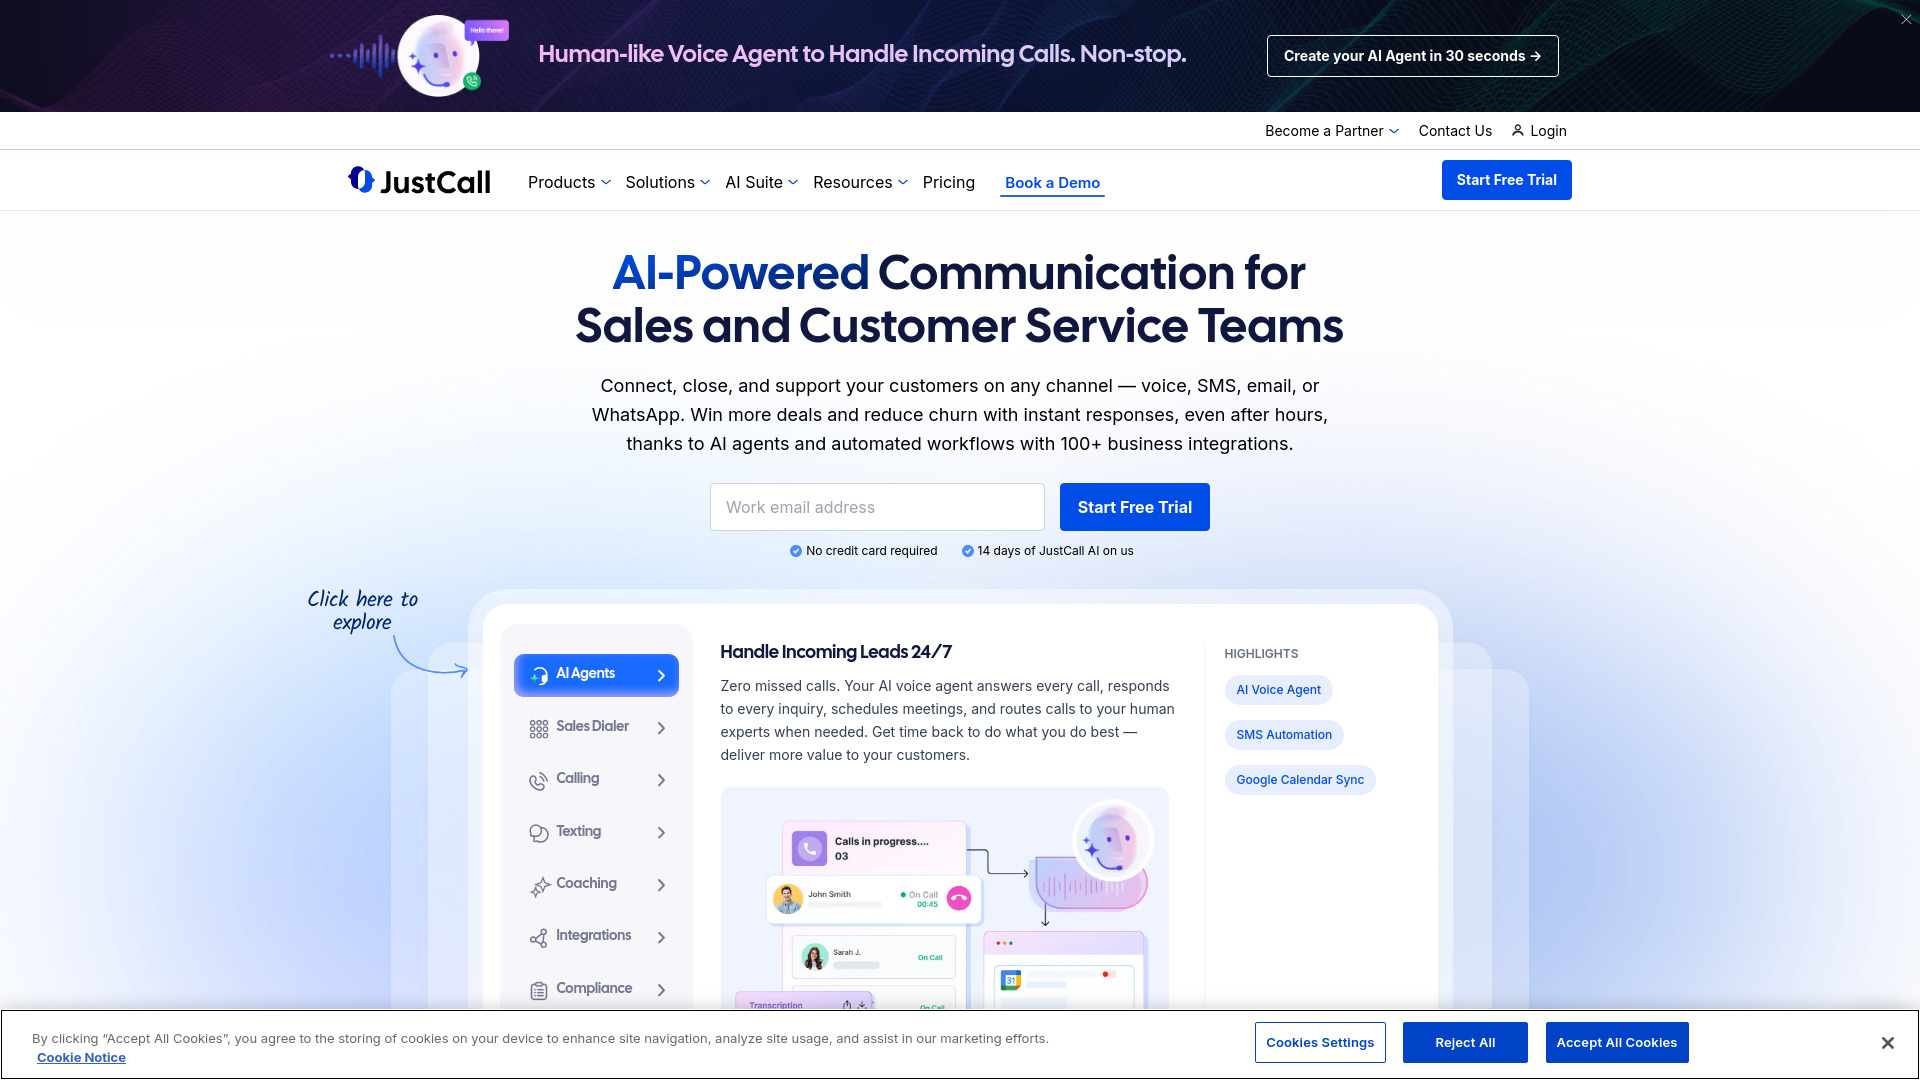 Hello there!
Human-like Voice Agent to Handle Incoming Calls. Non-stop.
Create your AI Agent in 30 seconds →
Become a Partner
Contact Us
Login
JustCall
Products
Solutions
AI Suite
Resources
Pricing
Book a Demo
Start Free Trial
AI-Powered Communication for
Sales and Customer Service Teams
Connect, close, and support your customers on any channel — voice, SMS, email, or
WhatsApp. Win more deals and reduce churn with instant responses, even after hours,
thanks to AI agents and automated workflows with 100+ business integrations.
Work email address
Start Free Trial
No credit card required
14 days of JustCall AI on us
Click here to
explore
AI Agents
Sales Dialer
Calling
Texting
Coaching
Integrations
Compliance
Handle Incoming Leads 24/7
Zero missed calls. Your AI voice agent answers every call, responds
to every inquiry, schedules meetings, and routes calls to your human
experts when needed. Get time back to do what you do best —
deliver more value to your customers.
Calls in progress....
03
John Smith
On Call
00:45
Sarah J.
On Call
On Call
Transcription
31
HIGHLIGHTS
AI Voice Agent
SMS Automation
Google Calendar Sync
By clicking “Accept All Cookies”, you agree to the storing of cookies on your device to enhance site navigation, analyze site usage, and assist in our marketing efforts.
Cookie Notice
Cookies Settings
Reject All
Accept All Cookies